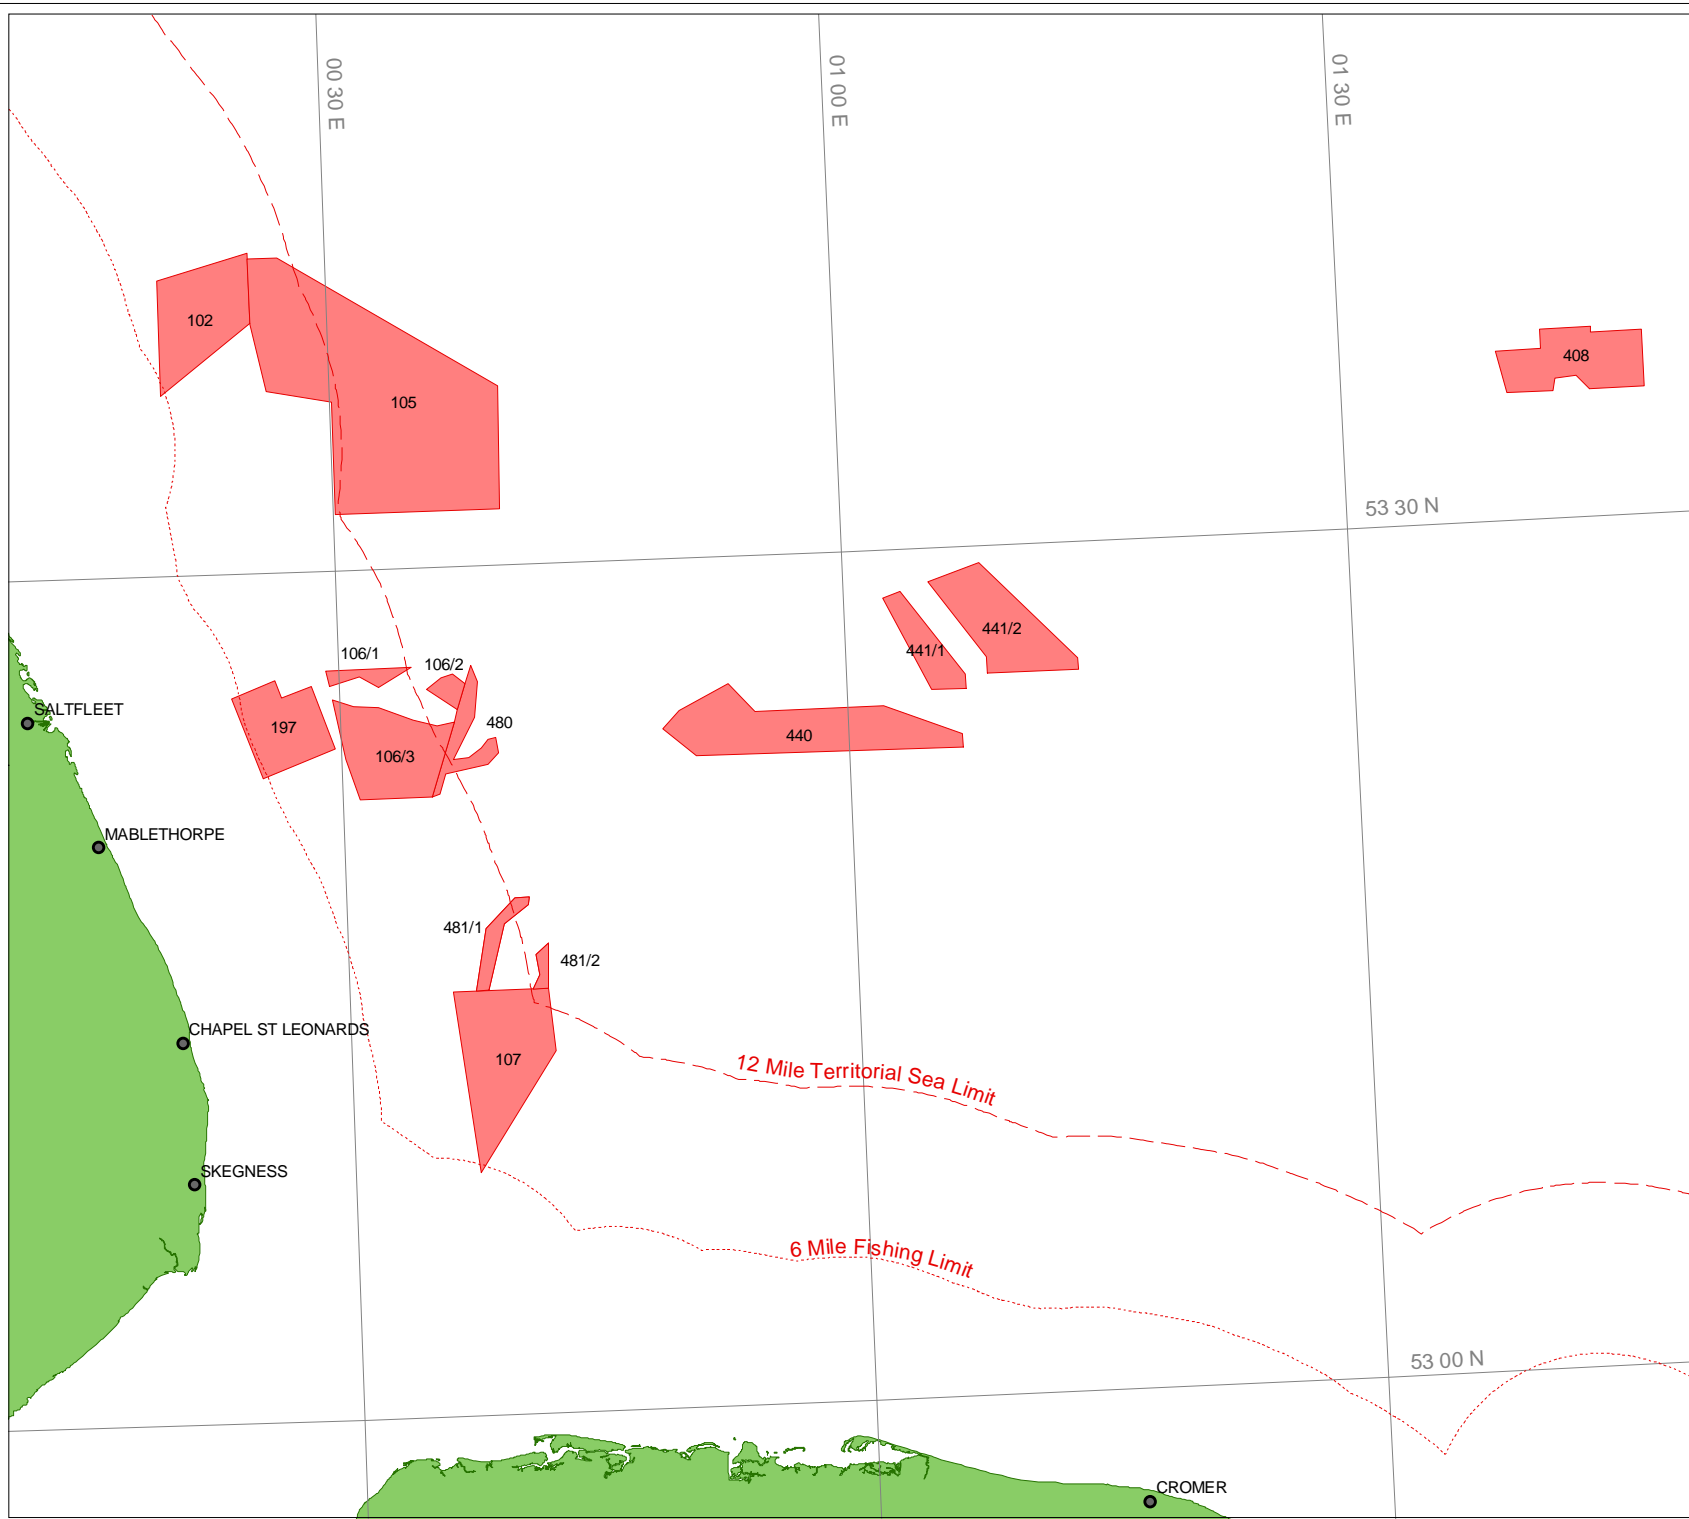 00 30 E
01 00 E
01 30 E
102
105
408
53 30 N
441/2
441/1
106/1
106/2
SALTFLEET
197
480
440
106/3
MABLETHORPE
481/1
481/2
CHAPEL ST LEONARDS
107
12 Mile Territorial Sea Limit
SKEGNESS
6 Mile Fishing Limit
53 00 N
CROMER